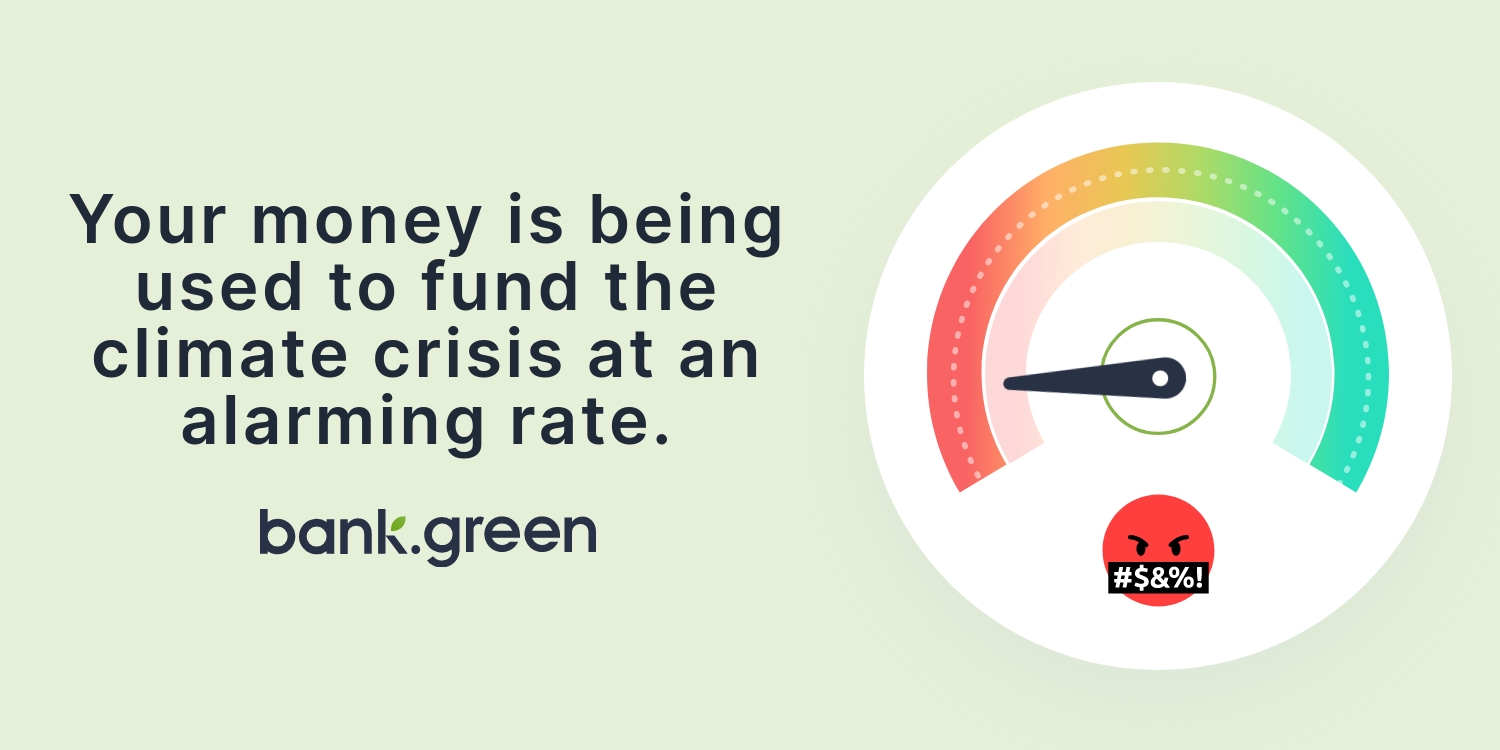 Your money is being
used to fund the
climate crisis at an
alarming rate.
bank.green
#$&%!